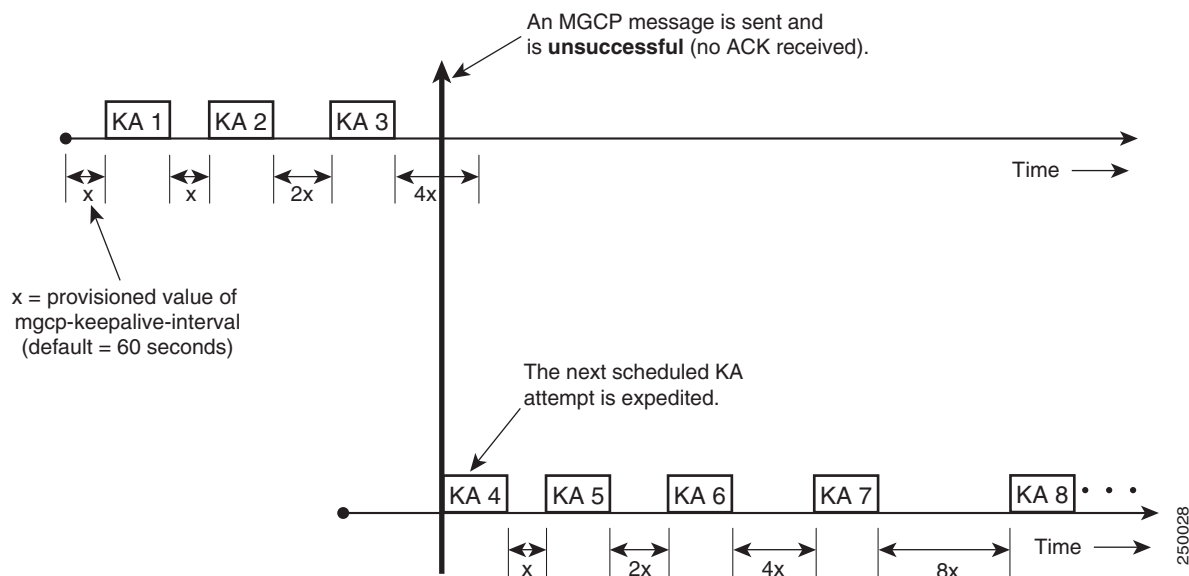 An MGCP message is sent and
is unsuccessful (no ACK received).
KA 1 KA 2 KA 3
Time
x x 2x 4x
x = provisioned value of
mgcp-keepalive-interval
(default = 60 seconds)
The next scheduled KA
attempt is expedited.
KA 4 KA 5 KA 6 KA 7 KA 8 • • •
Time
x 2x 4x 8x
250028